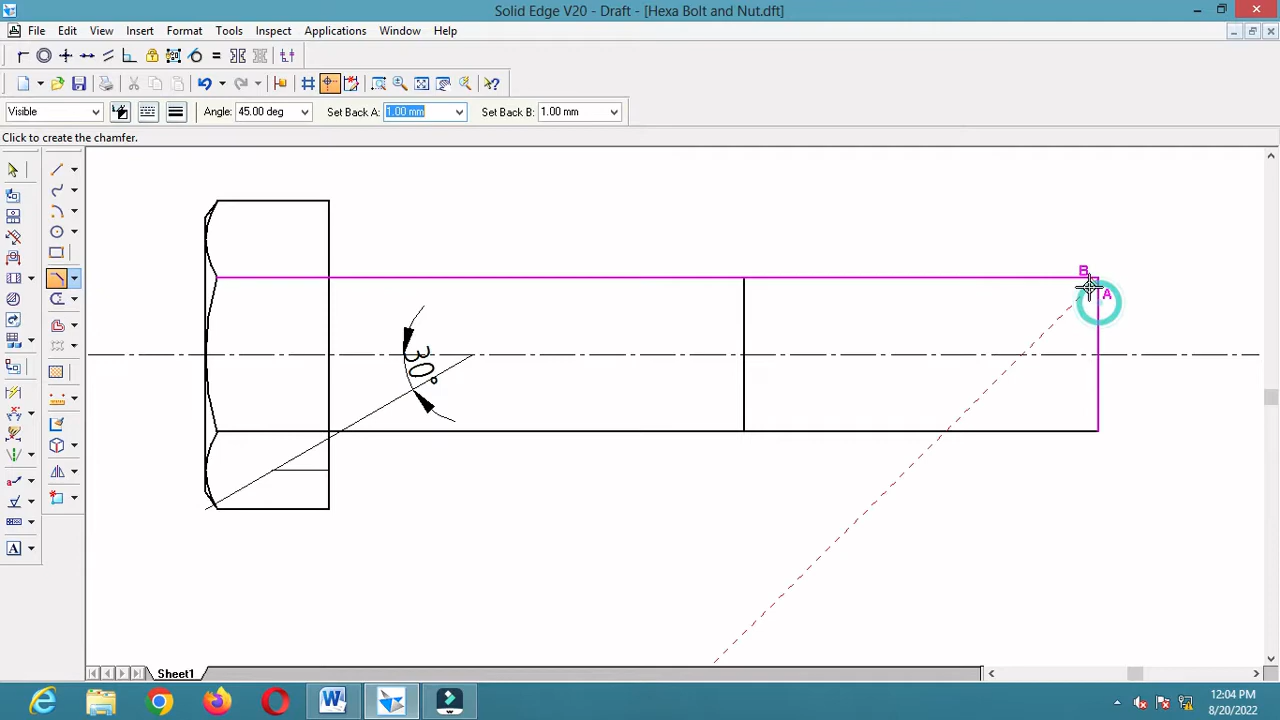 Solid Edge V20 - Draft - [Hexa Bolt and Nut.dft]
File Edit View Insert Format Tools Inspect Applications Window Help
Visible Angle: 45.00 deg Set Back A: 1.00 mm Set Back B: 1.00 mm
Click to create the chamfer.
B
A
30°
A
Sheet1
12:04 PM
8/20/2022